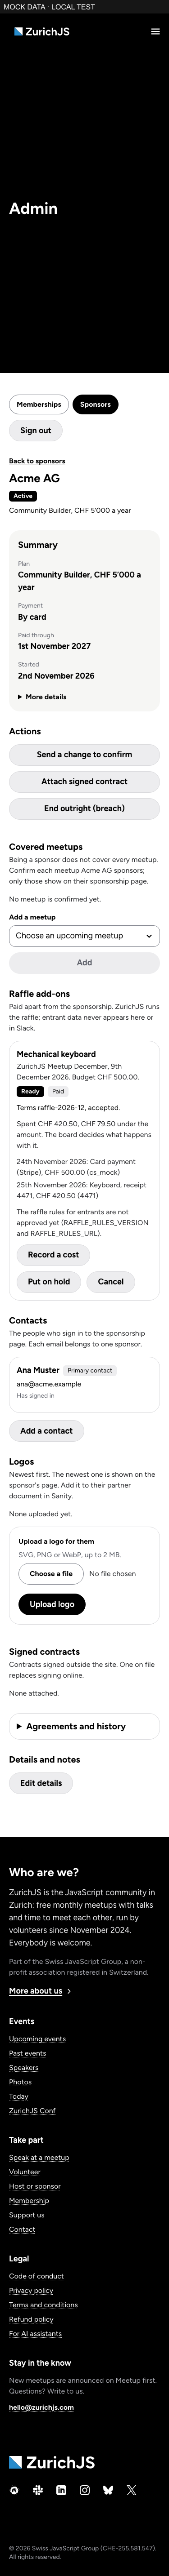 MOCK DATA · LOCAL TEST
ZurichJS
Admin
Memberships
Sponsors
Sign out
Back to sponsors
Acme AG
Active
Community Builder, CHF 5'000 a year
Summary
Plan
Community Builder, CHF 5'000 a
year
Payment
By card
Paid through
1st November 2027
Started
2nd November 2026
More details
Actions
Send a change to confirm
Attach signed contract
End outright (breach)
Covered meetups
Being a sponsor does not cover every meetup.
Confirm each meetup Acme AG sponsors;
only those show on their sponsorship page.
No meetup is confirmed yet.
Add a meetup
Choose an upcoming meetup
Add
Raffle add-ons
Paid apart from the sponsorship. ZurichJS runs
the raffle; entrant data never appears here or
in Slack.
Mechanical keyboard
ZurichJS Meetup December, 9th
December 2026. Budget CHF 500.00.
Ready
Paid
Terms raffle-2026-12, accepted.
Spent CHF 420.50, CHF 79.50 under the
amount. The board decides what happens
with it.
24th November 2026: Card payment
(Stripe), CHF 500.00 (cs_mock)
25th November 2026: Keyboard, receipt
4471, CHF 420.50 (4471)
The raffle rules for entrants are not
approved yet (RAFFLE_RULES_VERSION
and RAFFLE_RULES_URL).
Record a cost
Put on hold
Cancel
Contacts
The people who sign in to the sponsorship
page. Each email belongs to one sponsor.
Ana Muster
Primary contact
ana@acme.example
Has signed in
Add a contact
Logos
Newest first. The newest one is shown on the
sponsor's page. Add it to their partner
document in Sanity.
None uploaded yet.
Upload a logo for them
SVG, PNG or WebP, up to 2 MB.
Choose a file
No file chosen
Upload logo
Signed contracts
Contracts signed outside the site. One on file
replaces signing online.
None attached.
Agreements and history
Details and notes
Edit details
Who are we?
ZurichJS is the JavaScript community in
Zurich: free monthly meetups with talks
and time to meet each other, run by
volunteers since November 2024.
Everybody is welcome.
Part of the Swiss JavaScript Group, a non-
profit association registered in Switzerland.
More about us
Events
Upcoming events
Past events
Speakers
Photos
Today
ZurichJS Conf
Take part
Speak at a meetup
Volunteer
Host or sponsor
Membership
Support us
Contact
Legal
Code of conduct
Privacy policy
Terms and conditions
Refund policy
For AI assistants
Stay in the know
New meetups are announced on Meetup first.
Questions? Write to us.
hello@zurichjs.com
ZurichJS
© 2026 Swiss JavaScript Group (CHE-255.581.547).
All rights reserved.